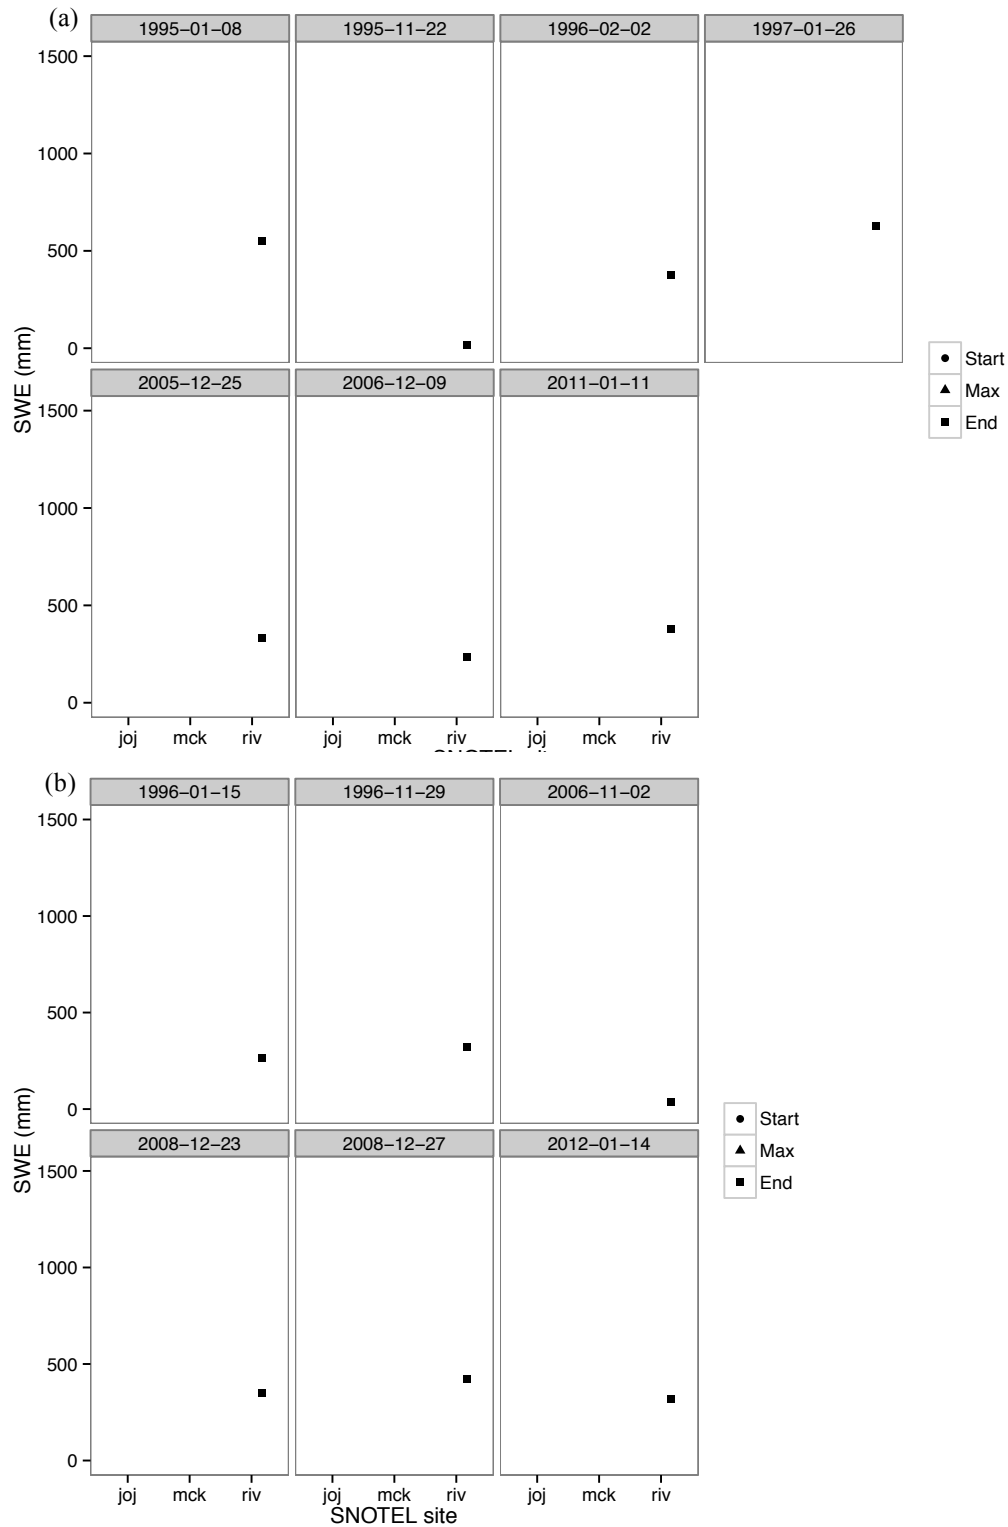 (a)
1995−01−08 1995−11−22 1996−02−02 1997−01−26
1500
1000
500
0
SWE (mm)
Start
Max
End
2005−12−25 2006−12−09 2011−01−11
1500
1000
500
0
joj mck riv joj mck riv joj mck riv
(b)
1996−01−15 1996−11−29 2006−11−02
1500
1000
500
0
SWE (mm)
Start
Max
End
2008−12−23 2008−12−27 2012−01−14
1500
1000
500
0
joj mck riv joj mck riv joj mck riv
SNOTEL site